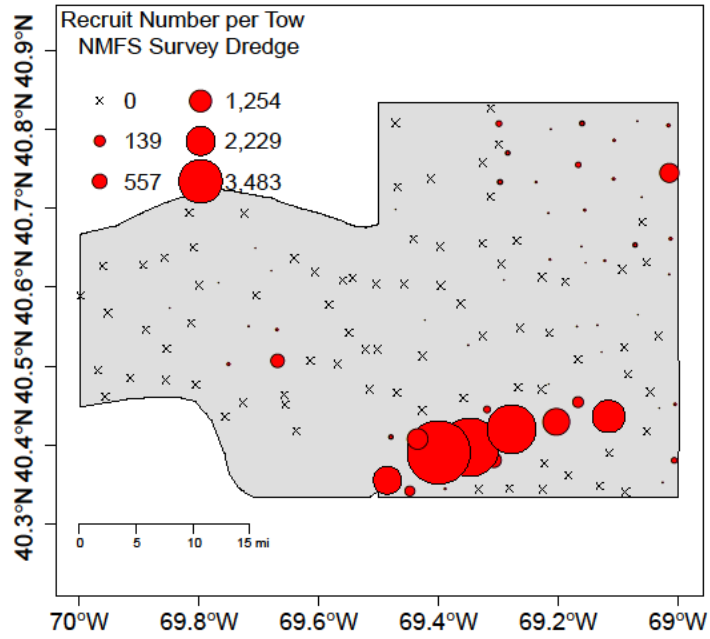 Recruit Number per Tow
NMFS Survey Dredge
0 1,254
139 2,229
557 3,483
40.9°N
40.8°N
40.7°N
40.6°N
40.5°N
40.4°N
40.3°N
0 5 10 15 mi
70°W 69.8°W 69.6°W 69.4°W 69.2°W 69°W